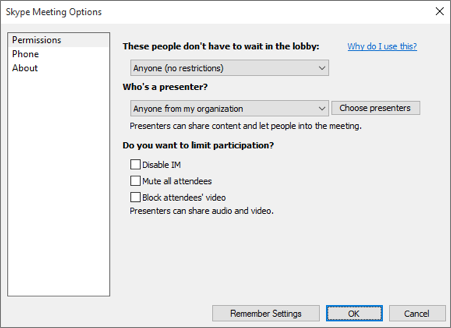 Skype Meeting Options
Permissions
Phone
About
These people don't have to wait in the lobby:
Why do I use this?
Anyone (no restrictions)
Who's a presenter?
Anyone from my organization
Choose presenters
Presenters can share content and let people into the meeting.
Do you want to limit participation?
Disable IM
Mute all attendees
Block attendees' video
Presenters can share audio and video.
Remember Settings
OK
Cancel